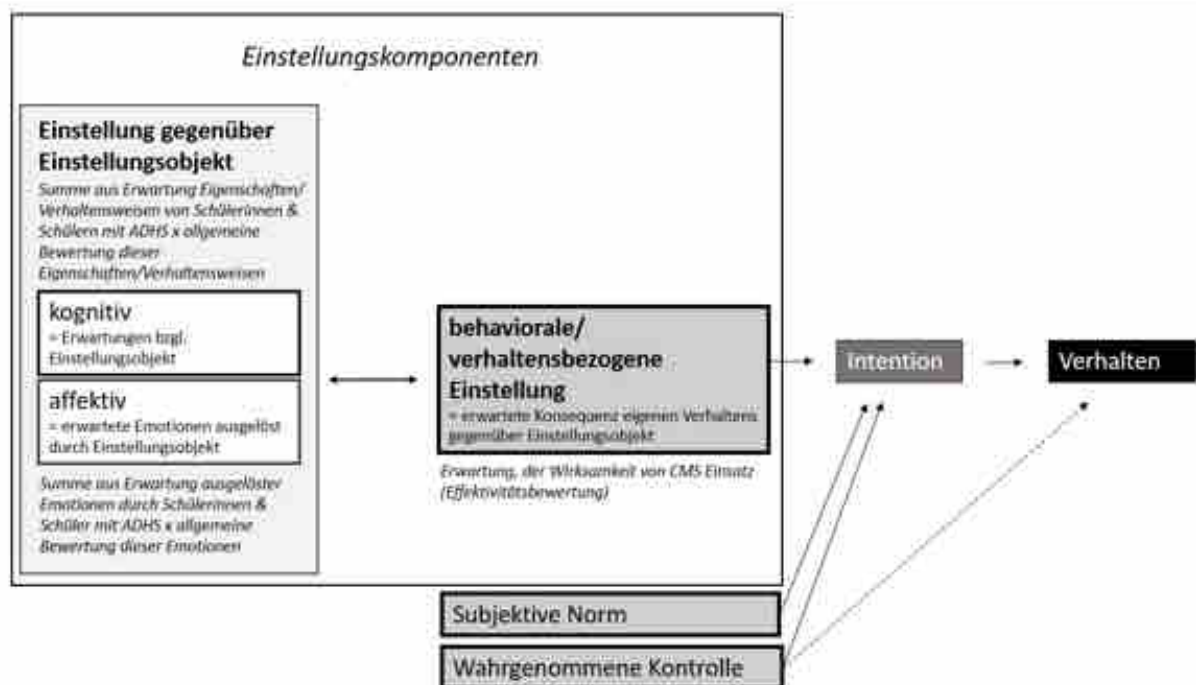 Einstellungskomponenten
Einstellung gegenüber
Einstellungsobjekt
Summe aus Erwartung Eigenschaften/
Verhaltensweisen von Schülerinnen &
Schülern mit ADHS x allgemeine
Bewertung dieser
Eigenschaften/Verhaltensweisen
kognitiv
= Erwartungen bzgl.
Einstellungsobjekt
affektiv
= erwartete Emotionen ausgelöst
durch Einstellungsobjekt
Summe aus Erwartung ausgelöster
Emotionen durch Schülerinnen &
Schüler mit ADHS x allgemeine
Bewertung dieser Emotionen
behaviorale/
verhaltensbezogene
Einstellung
= erwartete Konsequenz eigenen Verhaltens
gegenüber Einstellungsobjekt
Erwartung, der Wirksamkeit von CMS Einsatz
(Effektivitätsbewertung)
Intention
Verhalten
Subjektive Norm
Wahrgenommene Kontrolle